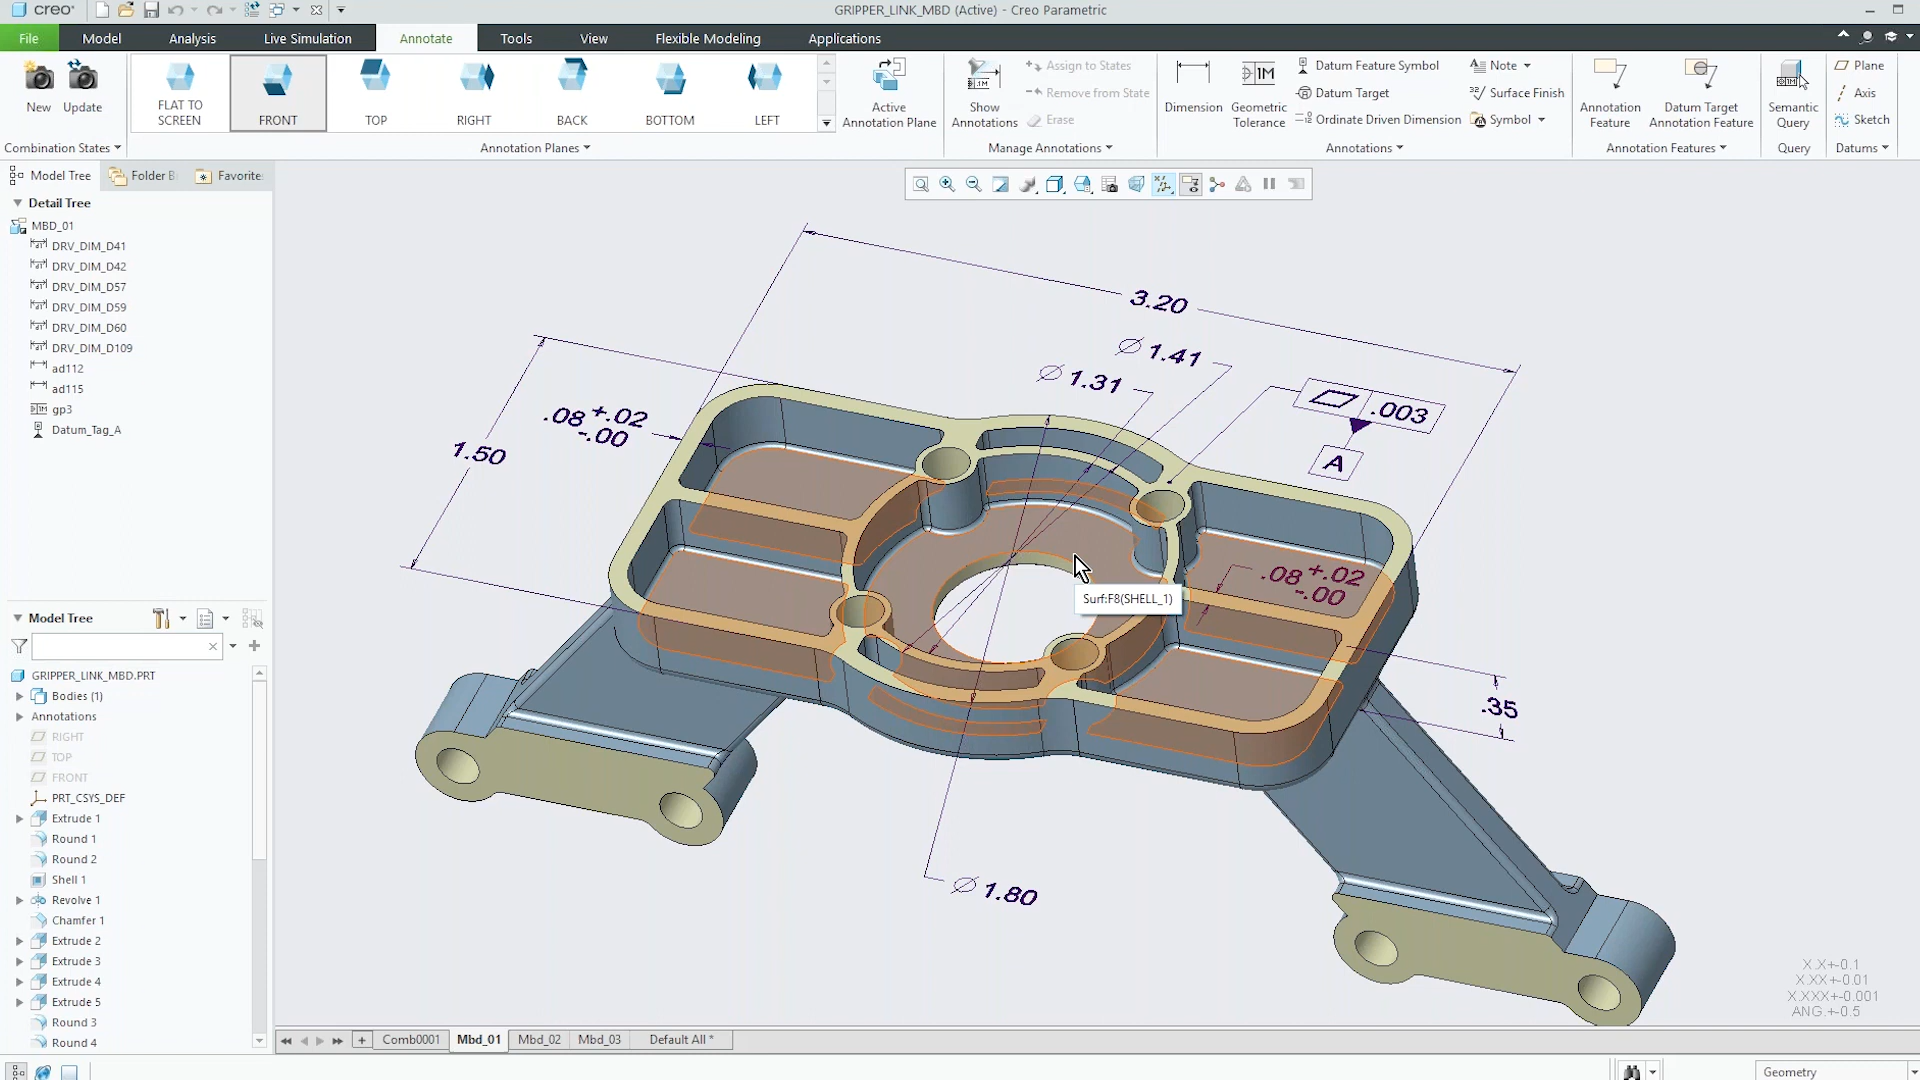 creo
GRIPPER_LINK_MBD (Active) - Creo Parametric
File Model Analysis Live Simulation Annotate Tools View Flexible Modeling Applications
New Update
Combination States
FLAT TO SCREEN
FRONT
TOP
RIGHT
BACK
BOTTOM
LEFT
Annotation Planes
Active Annotation Plane
Show Annotations
Assign to States
Remove from State
Erase
Manage Annotations
Dimension
Geometric Tolerance
Datum Feature Symbol
Datum Target
Ordinate Driven Dimension
Note
Surface Finish
Symbol
Annotations
Annotation Feature
Datum Target Annotation Feature
Annotation Features
Semantic Query
Query
Plane
Axis
Sketch
Datums
Model Tree Folder B Favorite
Detail Tree
MBD_01
DRV_DIM_D41
DRV_DIM_D42
DRV_DIM_D57
DRV_DIM_D59
DRV_DIM_D60
DRV_DIM_D109
ad112
ad115
gp3
Datum_Tag_A
Model Tree
GRIPPER_LINK_MBD.PRT
Bodies (1)
Annotations
RIGHT
TOP
FRONT
PRT_CSYS_DEF
Extrude 1
Round 1
Round 2
Shell 1
Revolve 1
Chamfer 1
Extrude 2
Extrude 3
Extrude 4
Extrude 5
Round 3
Round 4
3.20
∅ 1.41
∅ 1.31
.003
A
.08 +.02
-.00
1.50
.08 +.02
-.00
Surf:F8(SHELL_1)
.35
∅ 1.80
X.X+-0.1
X.XX+-0.01
X.XXX+-0.001
ANG.+-0.5
Comb0001 Mbd_01 Mbd_02 Mbd_03 Default All *
Geometry